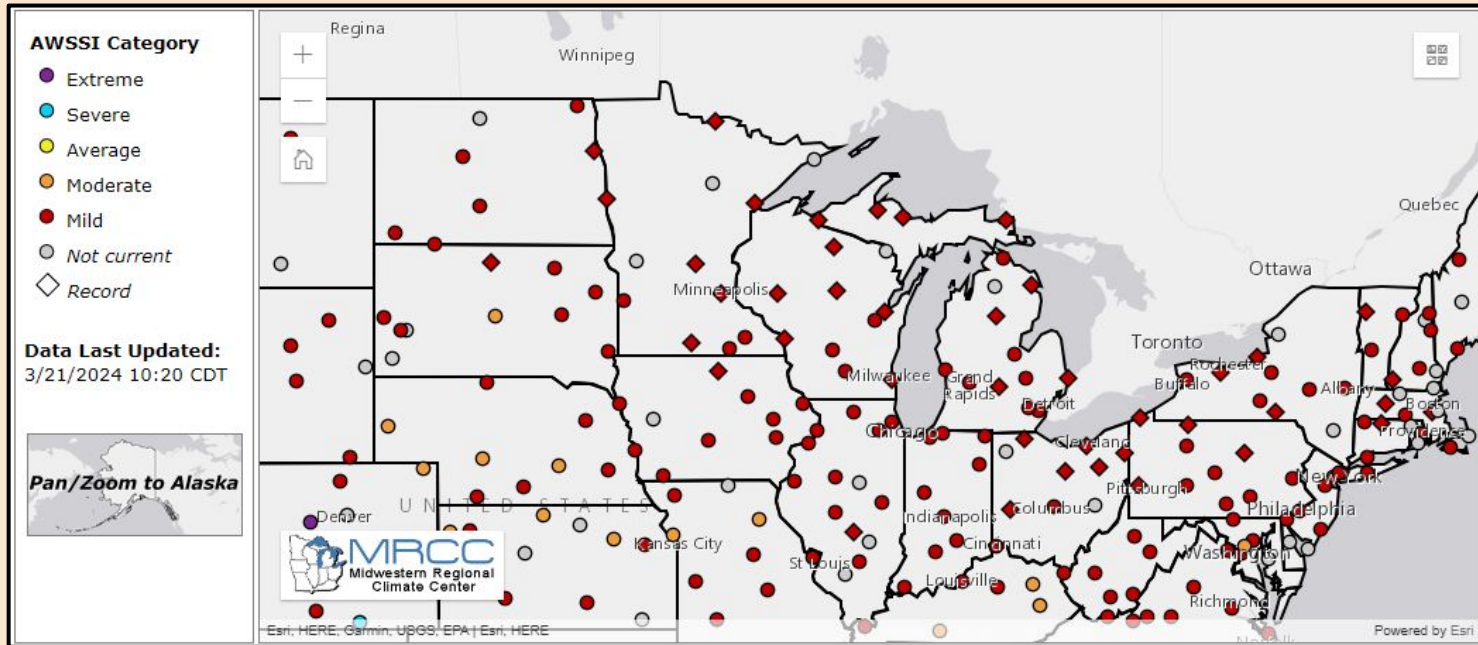 AWSSI Category
Extreme
Severe
Average
Moderate
Mild
Not current
Record
Data Last Updated:
3/21/2024 10:20 CDT
Pan/Zoom to Alaska
Regina
Winnipeg
Quebec
Ottawa
Minneapolis
Toronto
Rochester
Milwaukee
Grand
Rapids
Buffalo
Albany
Detroit
Boston
Chicago
Cleveland
Providence
New York
Pittsburgh
UNITED STATES
Denver
Columbus
Philadelphia
Indianapolis
Kansas City
Cincinnati
Washington
St Louis
Louisville
Richmond
MRCC
Midwestern Regional
Climate Center
Esri, HERE, Garmin, USGS, EPA | Esri, HERE
Powered by Esri